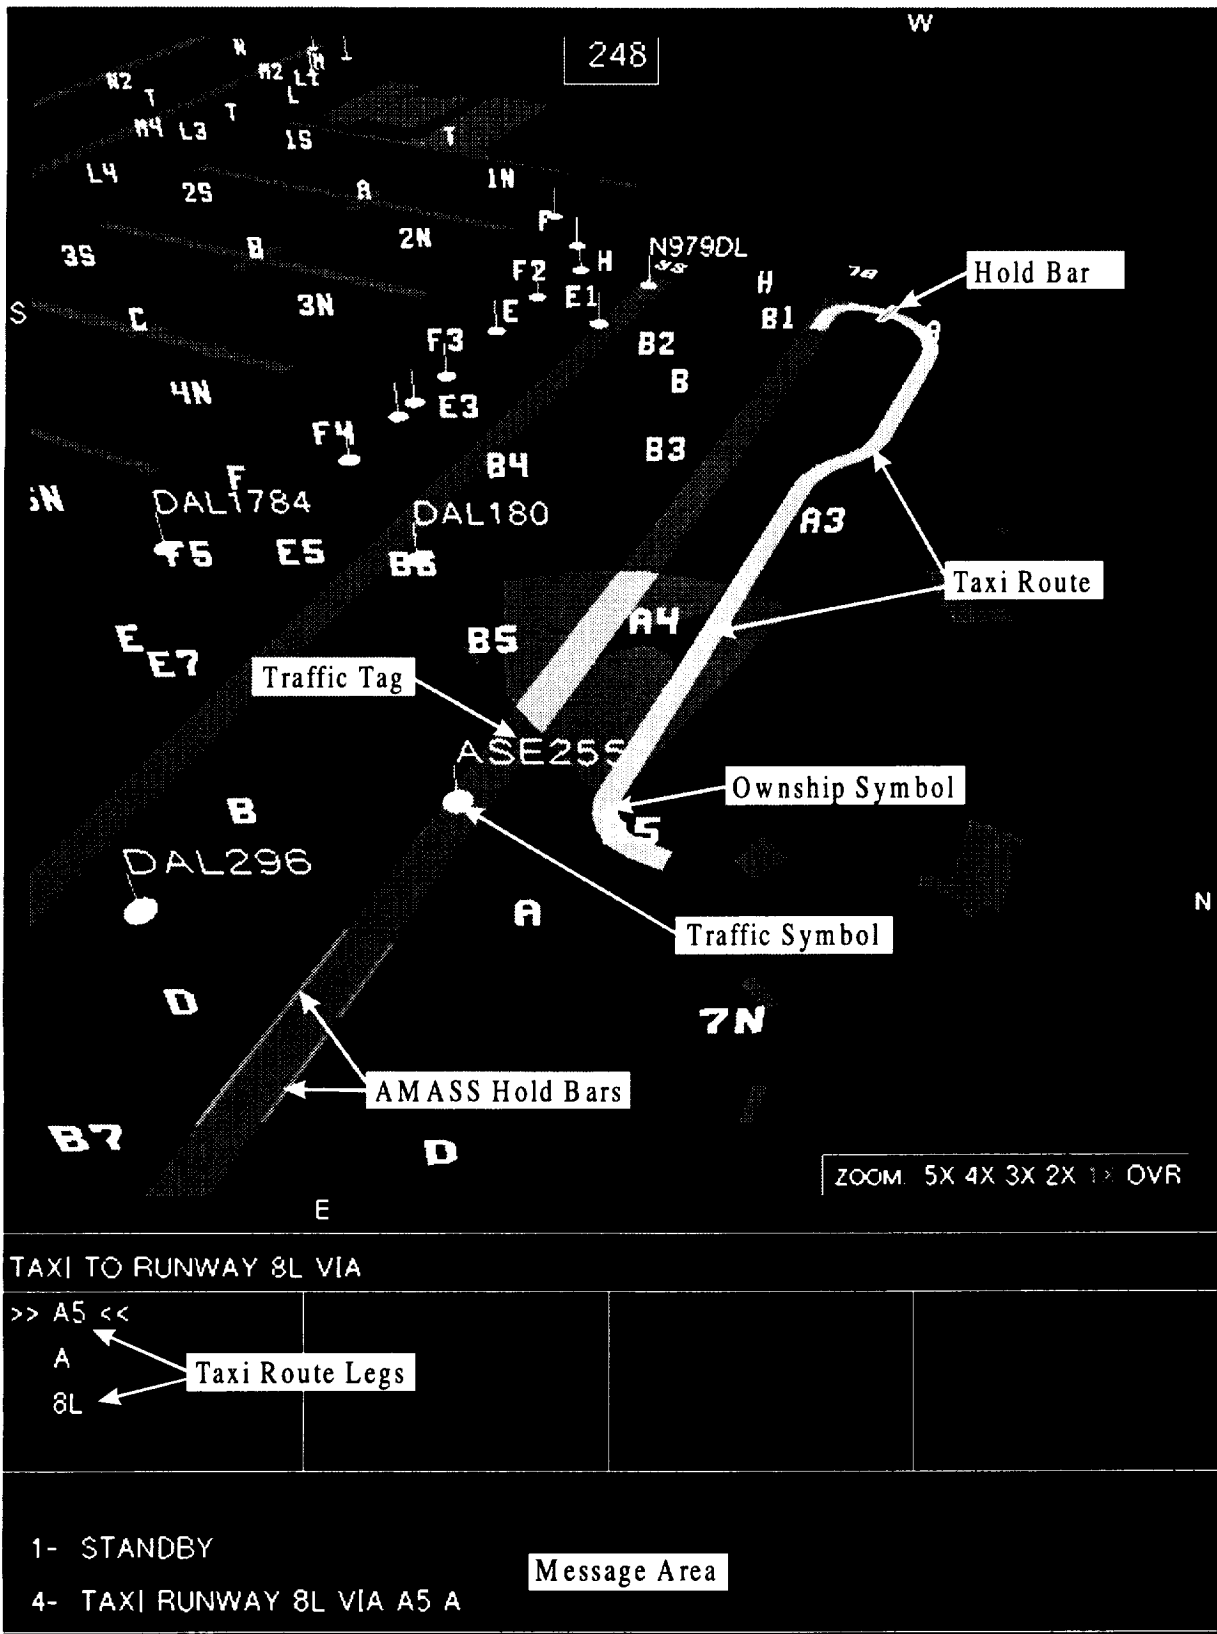 W
248
N
M2
M
L1
N2
T
L
T
M4
L3
1S
T
L4
2S
A
1N
3S
B
2N
F
N979DL
H
F2
H
Hold Bar
S
C
3N
E
E1
B1
F3
B2
B
4N
E3
F4
B4
B3
F
DAL1784
DAL180
A3
F5
E5
B6
Taxi Route
A4
E
E7
B5
Traffic Tag
ASE255
Ownship Symbol
B
DAL296
A
Traffic Symbol
N
D
7N
AMASS Hold Bars
B7
D
ZOOM 5X 4X 3X 2X 1X OVR
E
TAXI TO RUNWAY 8L VIA
>> A5 <<
A
Taxi Route Legs
8L
1- STANDBY
Message Area
4- TAXI RUNWAY 8L VIA A5 A